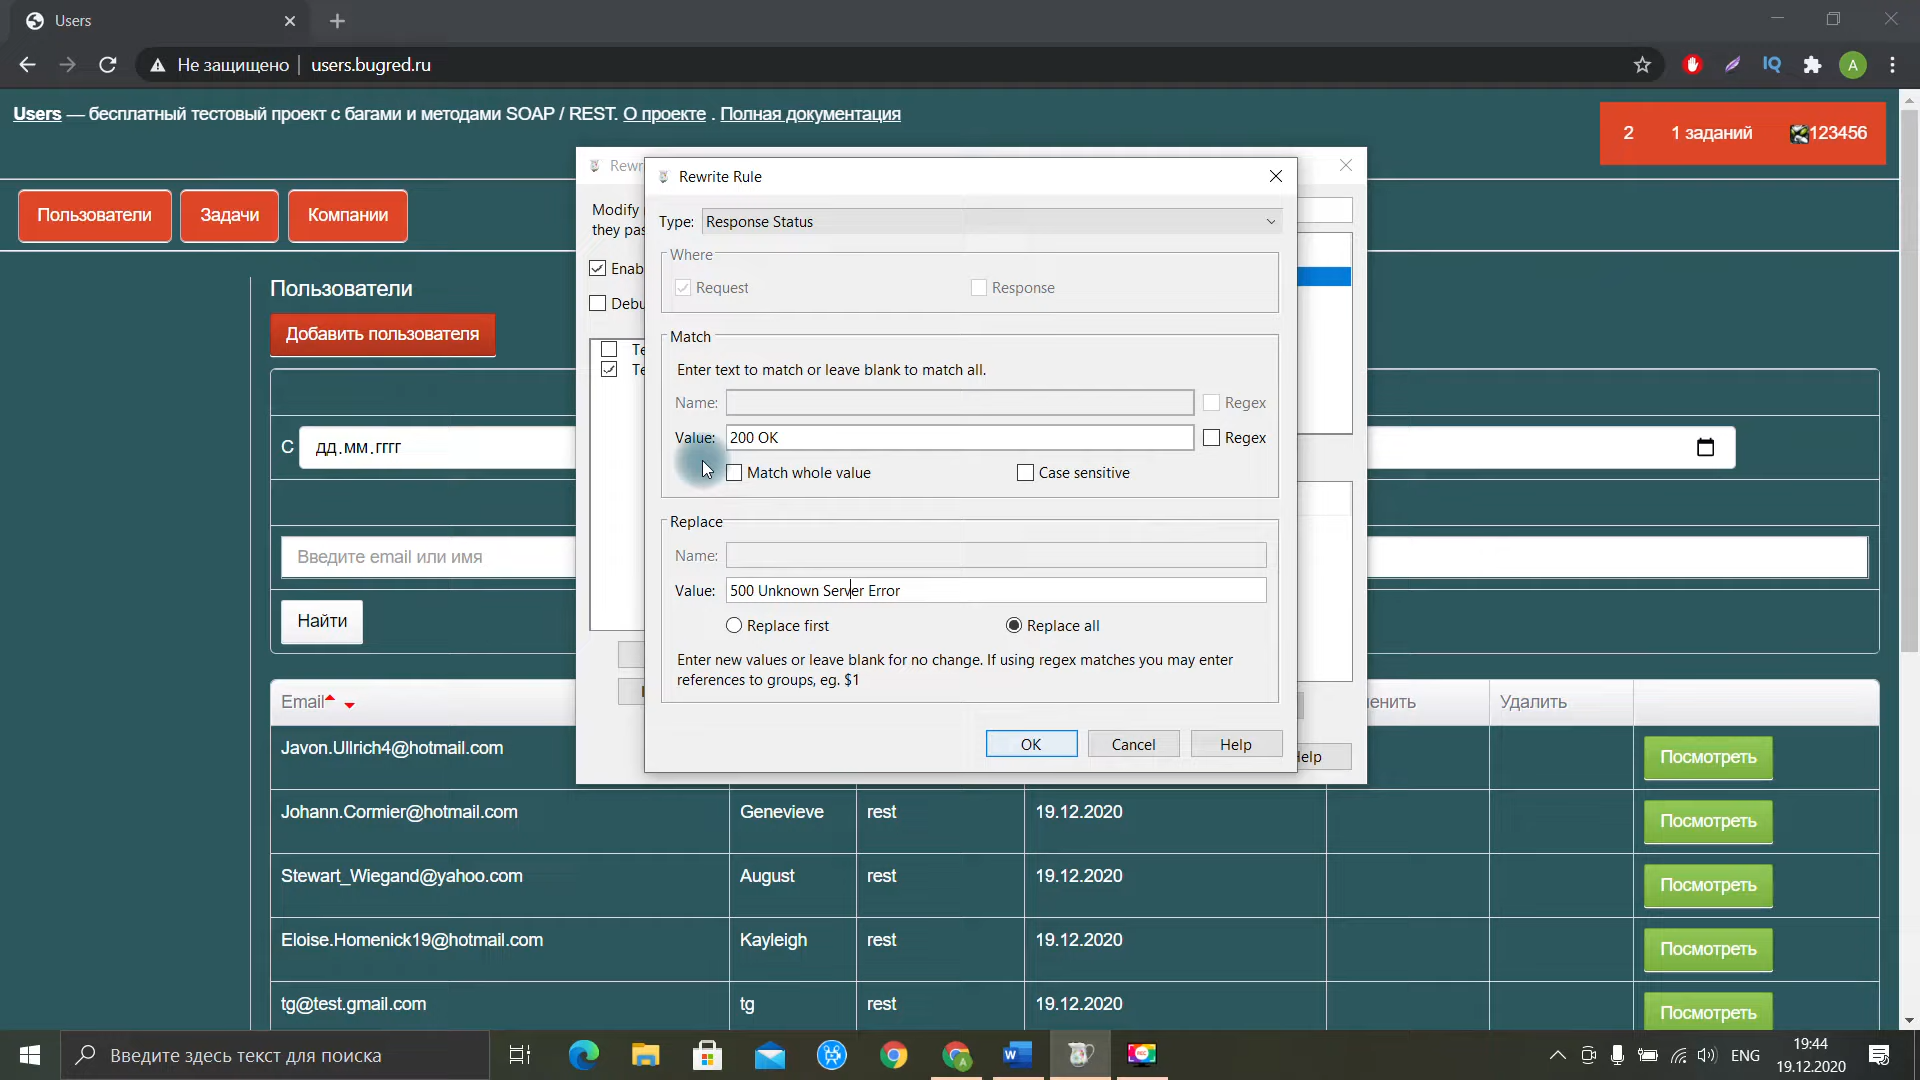 Users
Не защищено
users.bugred.ru
IQ
A
Users — бесплатный тестовый проект с багами и методами SOAP / REST. О проекте . Полная документация
2
1 заданий
123456
Пользователи
Задачи
Компании
Пользователи
Добавить пользователя
С
дд.мм.гггг
Введите email или имя
Найти
Rewr
Modify
they pas
Enab
Debu
Te
Te
Rewrite Rule
Type:
Response Status
Where
Request
Response
Match
Enter text to match or leave blank to match all.
Name:
Regex
Value:
200 OK
Regex
Match whole value
Case sensitive
Replace
Name:
Value:
500 Unknown Server Error
Replace first
Replace all
Enter new values or leave blank for no change. If using regex matches you may enter
references to groups, eg. $1
OK
Cancel
Help
Help
Email
енить
Удалить
Javon.Ullrich4@hotmail.com
Посмотреть
Johann.Cormier@hotmail.com
Genevieve
rest
19.12.2020
Посмотреть
Stewart_Wiegand@yahoo.com
August
rest
19.12.2020
Посмотреть
Eloise.Homenick19@hotmail.com
Kayleigh
rest
19.12.2020
Посмотреть
tg@test.gmail.com
tg
rest
19.12.2020
Посмотреть
Введите здесь текст для поиска
ENG
19:44
19.12.2020